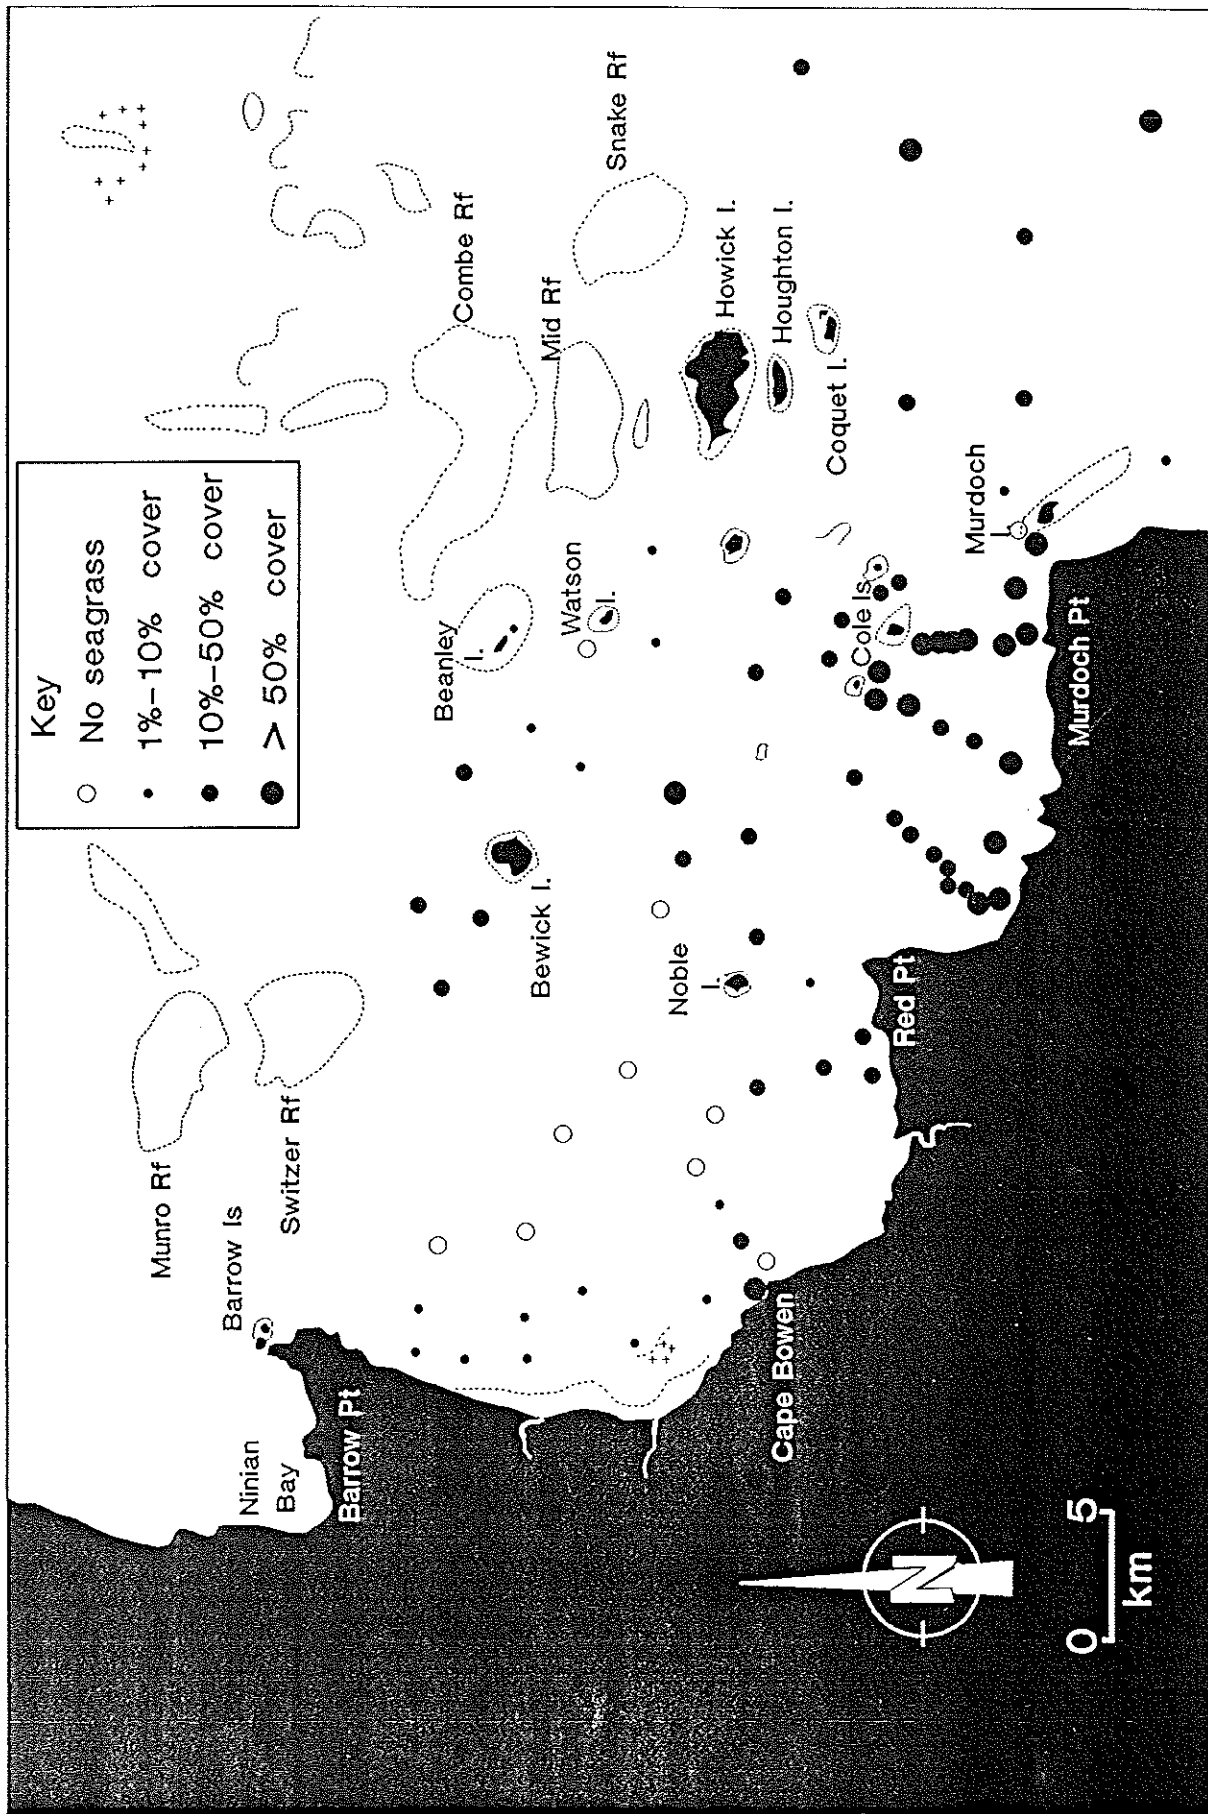 Key
No seagrass
1%-10% cover
10%-50% cover
> 50% cover
Munro Rf
Barrow Is
Switzer Rf
Ninian
Bay
Barrow Pt
Combe Rf
Snake Rf
Mid Rf
Beanley
I.
Watson
I.
Bewick I.
Howick I.
Houghton I.
Coquet I.
Noble
I.
Cole Is
Murdoch
I.
Red Pt
Murdoch Pt
Cape Bowen
N
0 5
km